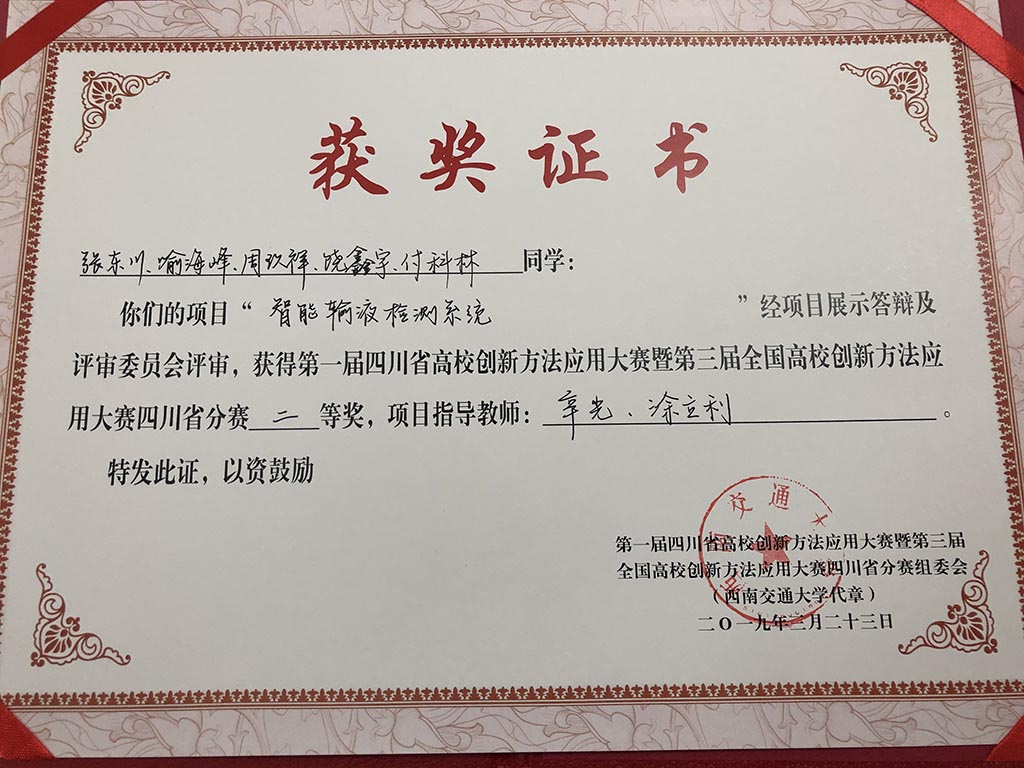 获奖证书
张东川、喻海峰、周玖祥、饶鑫宇、付科林 同学：
你们的项目“智能输液检测系统”经项目展示答辩及
评审委员会评审，获得第一届四川省高校创新方法应用大赛暨第三届全国高校创新方法应
用大赛四川省分赛 二 等奖，项目指导教师：辛光、涂立利。
特发此证，以资鼓励
第一届四川省高校创新方法应用大赛暨第三届
全国高校创新方法应用大赛四川省分赛组委会
（西南交通大学代章）
二〇一九年三月二十三日